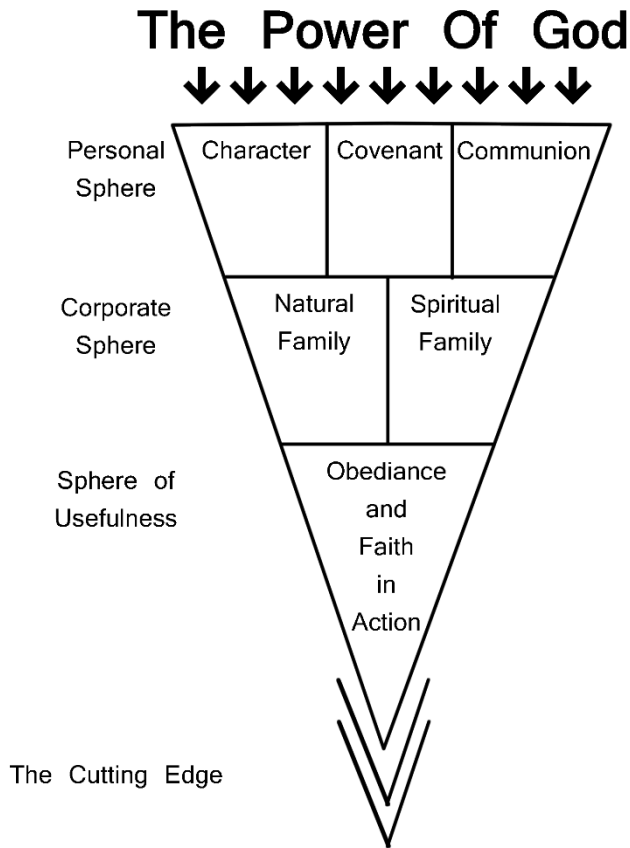 The Power Of God
Personal
Sphere
Character
Covenant
Communion
Corporate
Sphere
Natural
Family
Spiritual
Family
Sphere of
Usefulness
Obediance
and
Faith
in
Action
The Cutting Edge